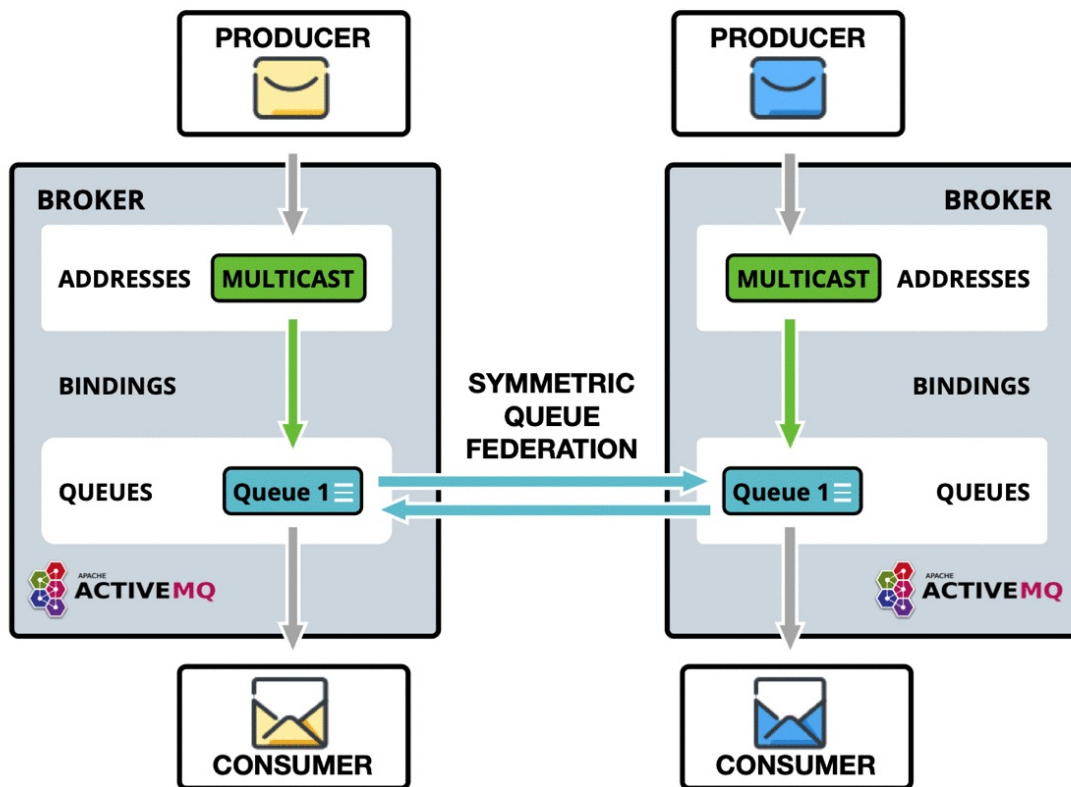 PRODUCER
PRODUCER
BROKER
BROKER
ADDRESSES
MULTICAST
MULTICAST
ADDRESSES
BINDINGS
SYMMETRIC
QUEUE
FEDERATION
BINDINGS
QUEUES
Queue 1
Queue 1
QUEUES
APACHE
ACTIVEMQ
APACHE
ACTIVEMQ
CONSUMER
CONSUMER